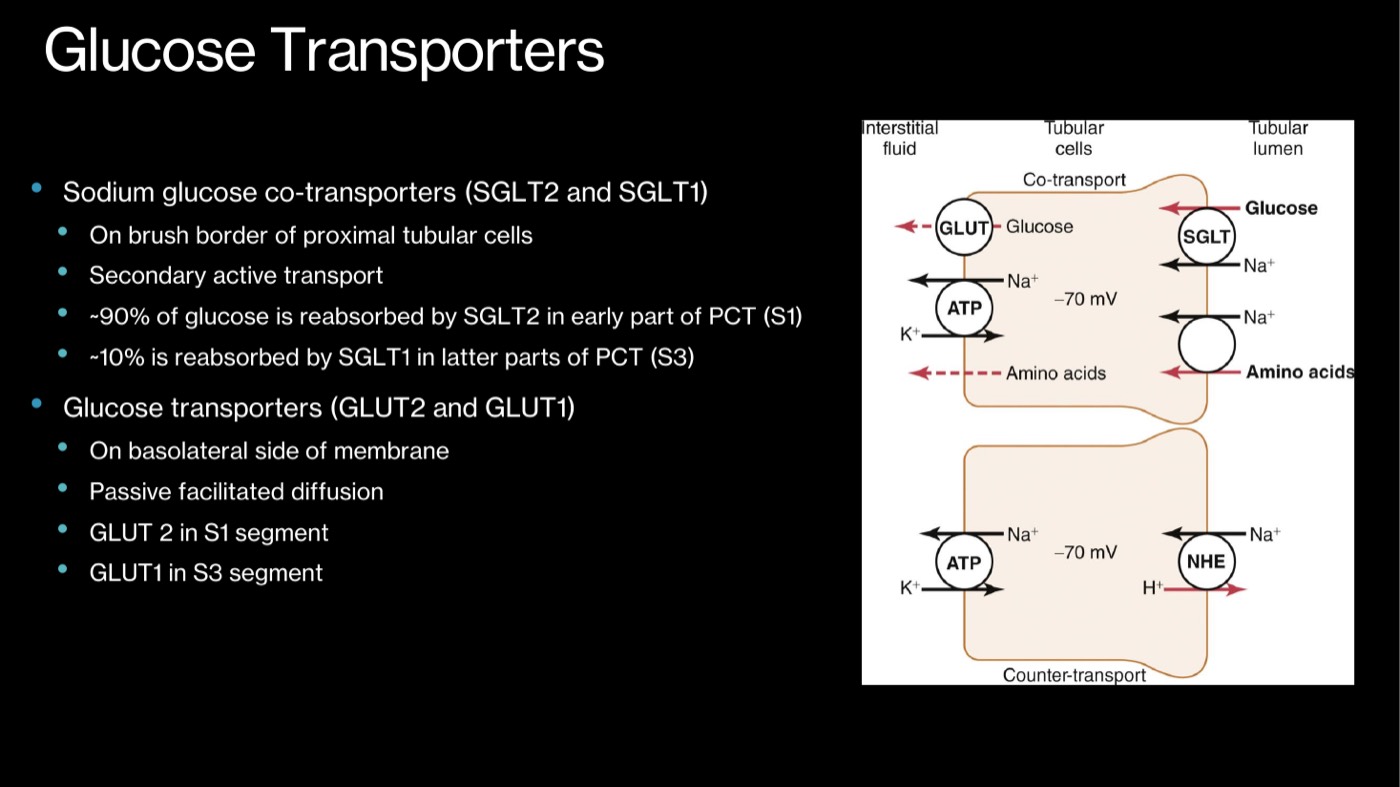 Glucose Transporters
Sodium glucose co-transporters (SGLT2 and SGLT1)
On brush border of proximal tubular cells
Secondary active transport
~90% of glucose is reabsorbed by SGLT2 in early part of PCT (S1)
~10% is reabsorbed by SGLT1 in latter parts of PCT (S3)
Glucose transporters (GLUT2 and GLUT1)
On basolateral side of membrane
Passive facilitated diffusion
GLUT 2 in S1 segment
GLUT1 in S3 segment
Interstitial
fluid
Tubular
cells
Tubular
lumen
Co-transport
GLUT
Glucose
SGLT
Glucose
Na⁺
Na⁺
ATP
−70 mV
K⁺
Na⁺
Amino acids
Amino acids
Na⁺
ATP
−70 mV
K⁺
Na⁺
NHE
H⁺
Counter-transport